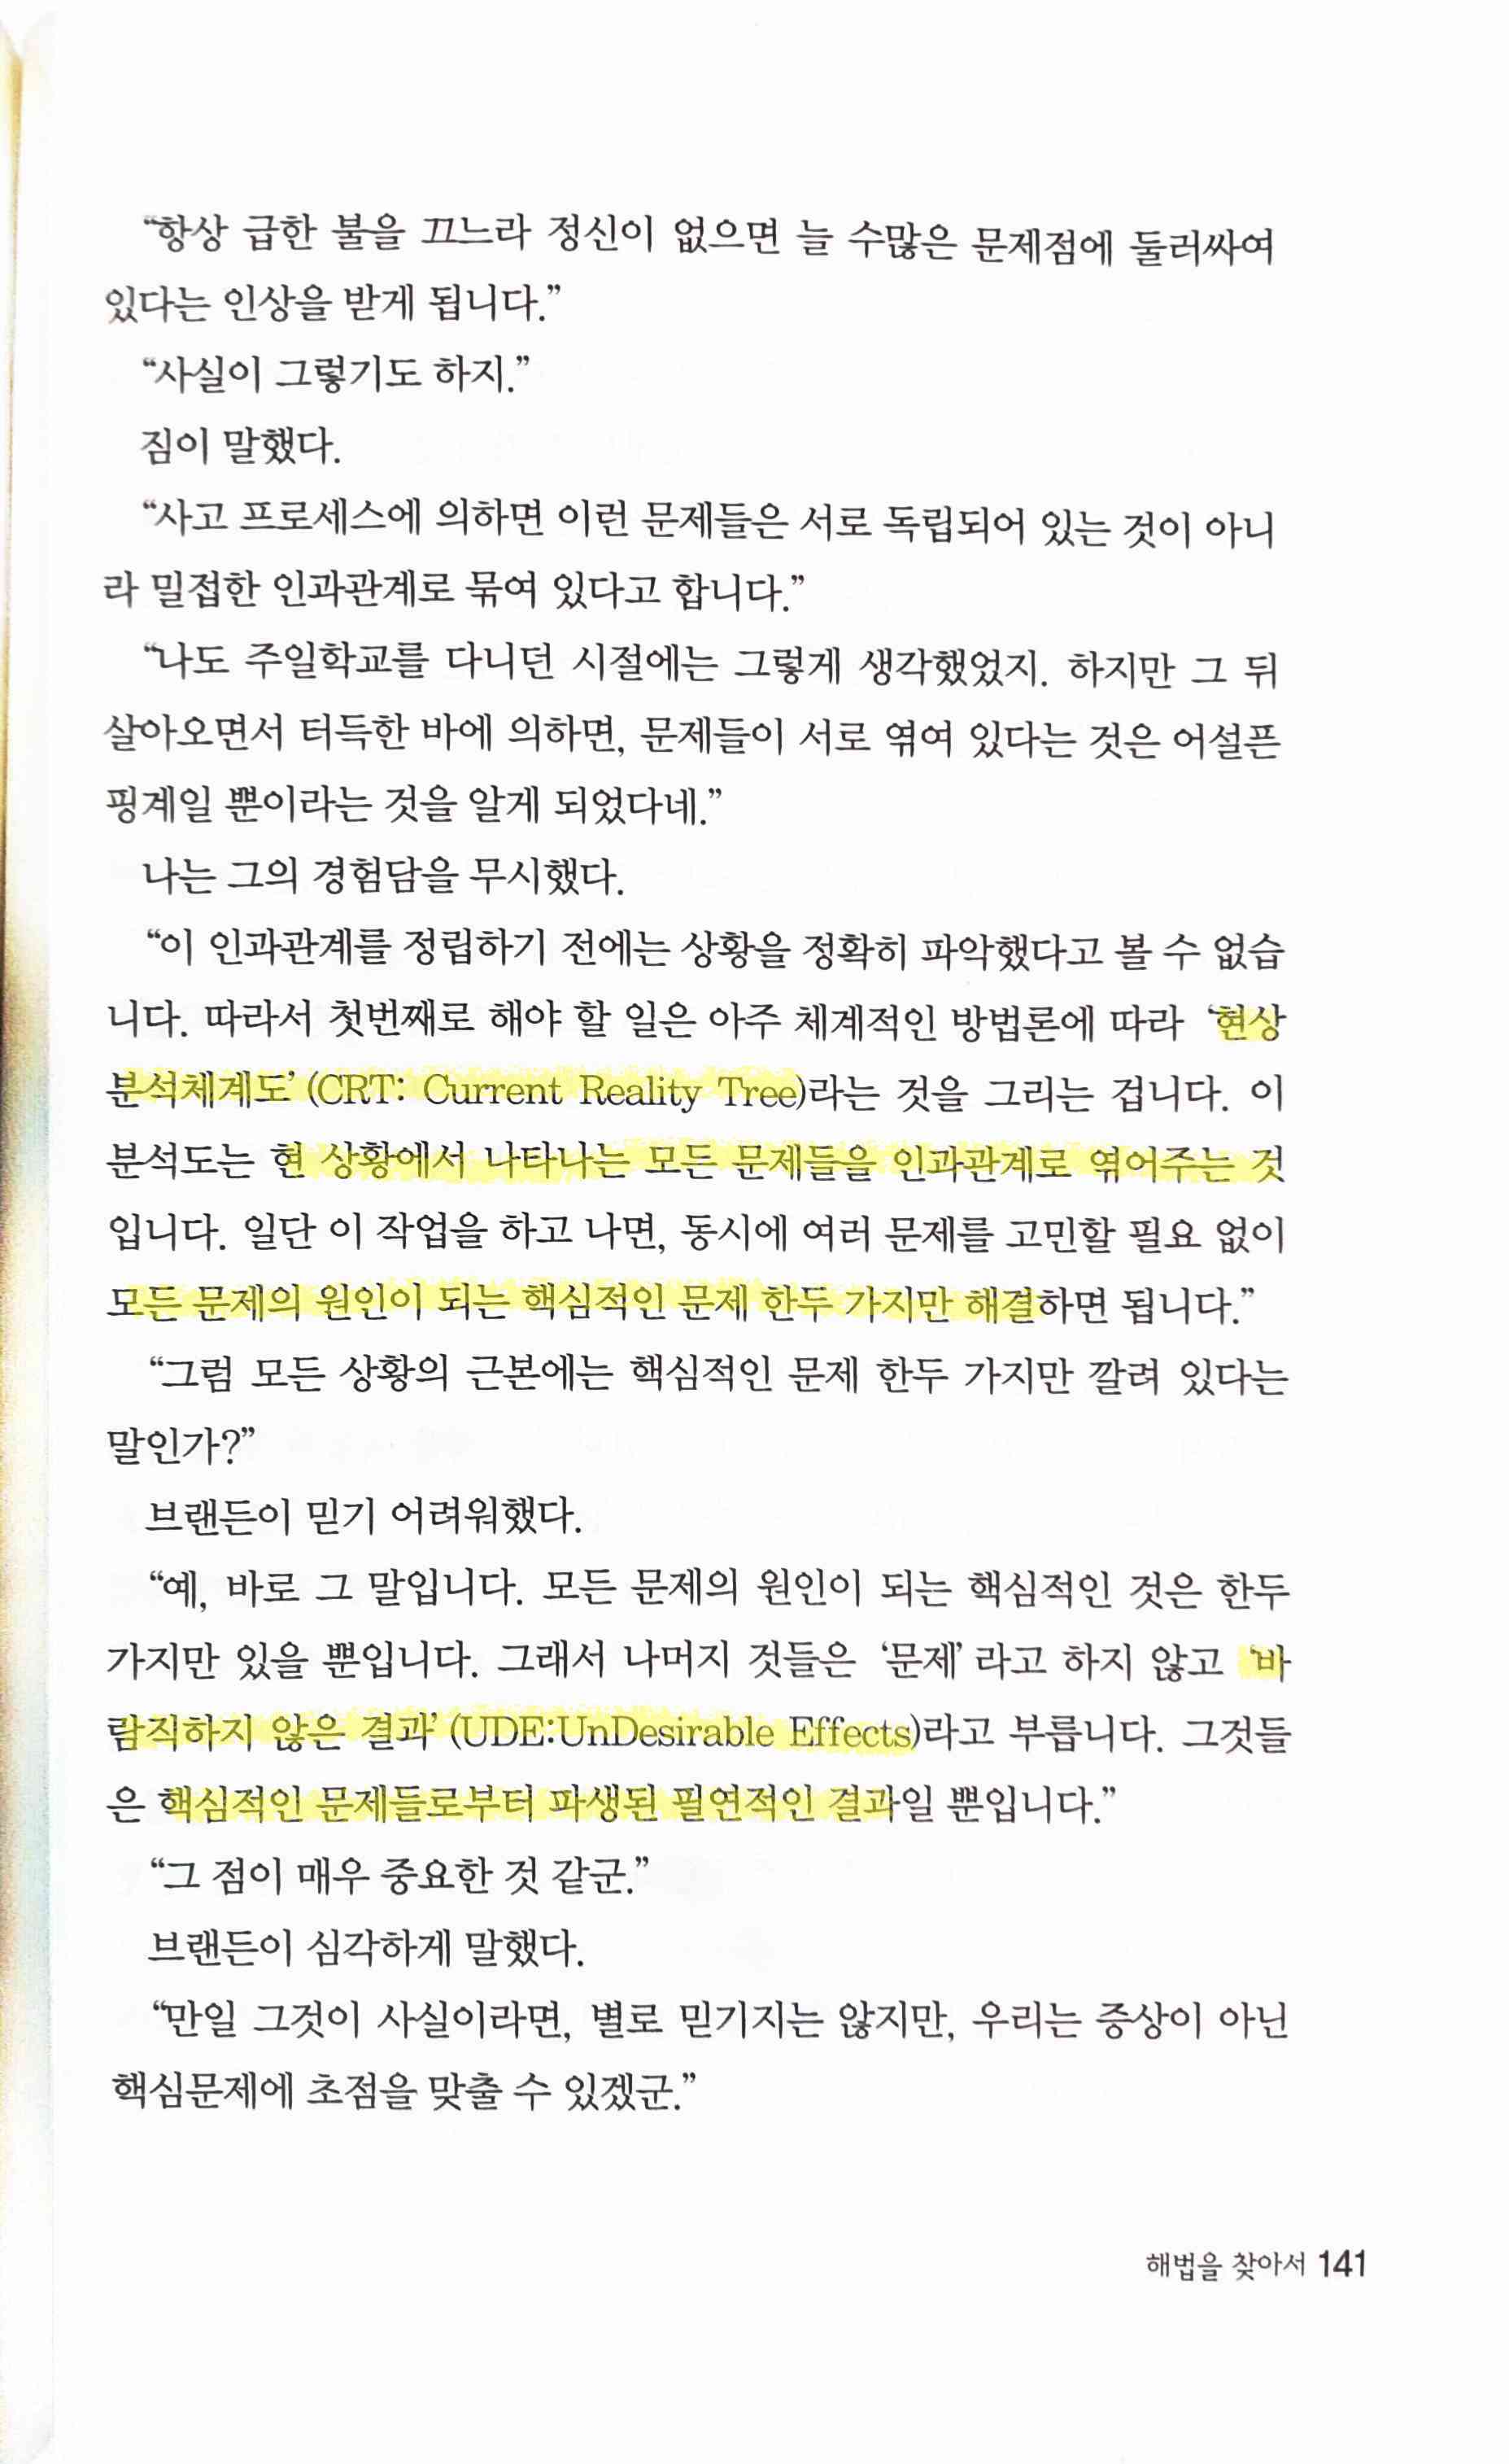 “항상 급한 불을 끄느라 정신이 없으면 늘 수많은 문제점에 둘러싸여
있다는 인상을 받게 됩니다.”
“사실이 그렇기도 하지.”
짐이 말했다.
“사고 프로세스에 의하면 이런 문제들은 서로 독립되어 있는 것이 아니
라 밀접한 인과관계로 묶여 있다고 합니다.”
“나도 주일학교를 다니던 시절에는 그렇게 생각했었지. 하지만 그 뒤
살아오면서 터득한 바에 의하면, 문제들이 서로 엮여 있다는 것은 어설픈
핑계일 뿐이라는 것을 알게 되었다네.”
나는 그의 경험담을 무시했다.
“이 인과관계를 정립하기 전에는 상황을 정확히 파악했다고 볼 수 없습
니다. 따라서 첫번째로 해야 할 일은 아주 체계적인 방법론에 따라 ‘현상
분석체계도’(CRT: Current Reality Tree)라는 것을 그리는 겁니다. 이
분석도는 현 상황에서 나타나는 모든 문제들을 인과관계로 엮어주는 것
입니다. 일단 이 작업을 하고 나면, 동시에 여러 문제를 고민할 필요 없이
모든 문제의 원인이 되는 핵심적인 문제 한두 가지만 해결하면 됩니다.”
“그럼 모든 상황의 근본에는 핵심적인 문제 한두 가지만 깔려 있다는
말인가?”
브랜든이 믿기 어려워했다.
“예, 바로 그 말입니다. 모든 문제의 원인이 되는 핵심적인 것은 한두
가지만 있을 뿐입니다. 그래서 나머지 것들은 ‘문제’라고 하지 않고 ‘바
람직하지 않은 결과’(UDE:UnDesirable Effects)라고 부릅니다. 그것들
은 핵심적인 문제들로부터 파생된 필연적인 결과일 뿐입니다.”
“그 점이 매우 중요한 것 같군.”
브랜든이 심각하게 말했다.
“만일 그것이 사실이라면, 별로 믿기지는 않지만, 우리는 증상이 아닌
핵심문제에 초점을 맞출 수 있겠군.”
해법을 찾아서 141